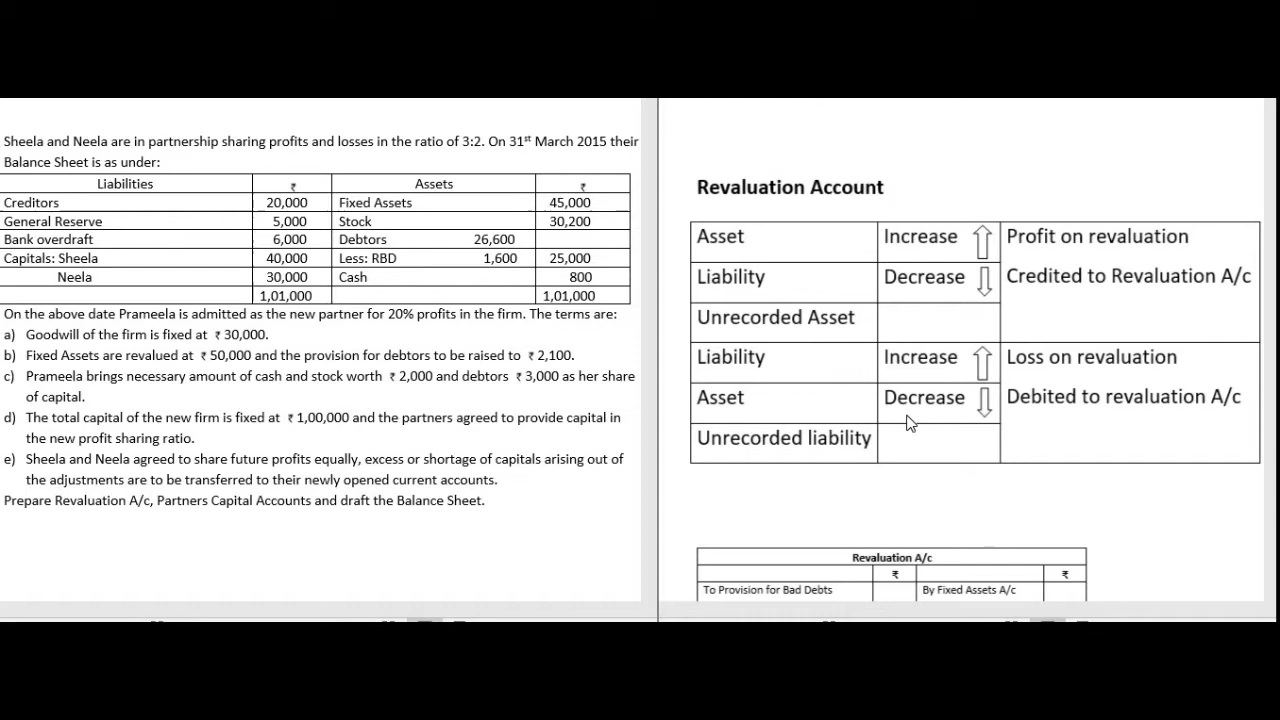 Sheela and Neela are in partnership sharing profits and losses in the ratio of 3:2. On 31st March 2015 their
Balance Sheet is as under:
Liabilities ₹ Assets ₹
Creditors 20,000 Fixed Assets 45,000
General Reserve 5,000 Stock 30,200
Bank overdraft 6,000 Debtors 26,600
Capitals: Sheela 40,000 Less: RBD 1,600 25,000
Neela 30,000 Cash 800
1,01,000 1,01,000
On the above date Prameela is admitted as the new partner for 20% profits in the firm. The terms are:
a) Goodwill of the firm is fixed at ₹ 30,000.
b) Fixed Assets are revalued at ₹ 50,000 and the provision for debtors to be raised to ₹ 2,100.
c) Prameela brings necessary amount of cash and stock worth ₹ 2,000 and debtors ₹ 3,000 as her share
of capital.
d) The total capital of the new firm is fixed at ₹ 1,00,000 and the partners agreed to provide capital in
the new profit sharing ratio.
e) Sheela and Neela agreed to share future profits equally, excess or shortage of capitals arising out of
the adjustments are to be transferred to their newly opened current accounts.
Prepare Revaluation A/c, Partners Capital Accounts and draft the Balance Sheet.
Revaluation Account
Asset Increase Profit on revaluation
Liability Decrease Credited to Revaluation A/c
Unrecorded Asset
Liability Increase Loss on revaluation
Asset Decrease Debited to revaluation A/c
Unrecorded liability
Revaluation A/c
₹ ₹
To Provision for Bad Debts By Fixed Assets A/c